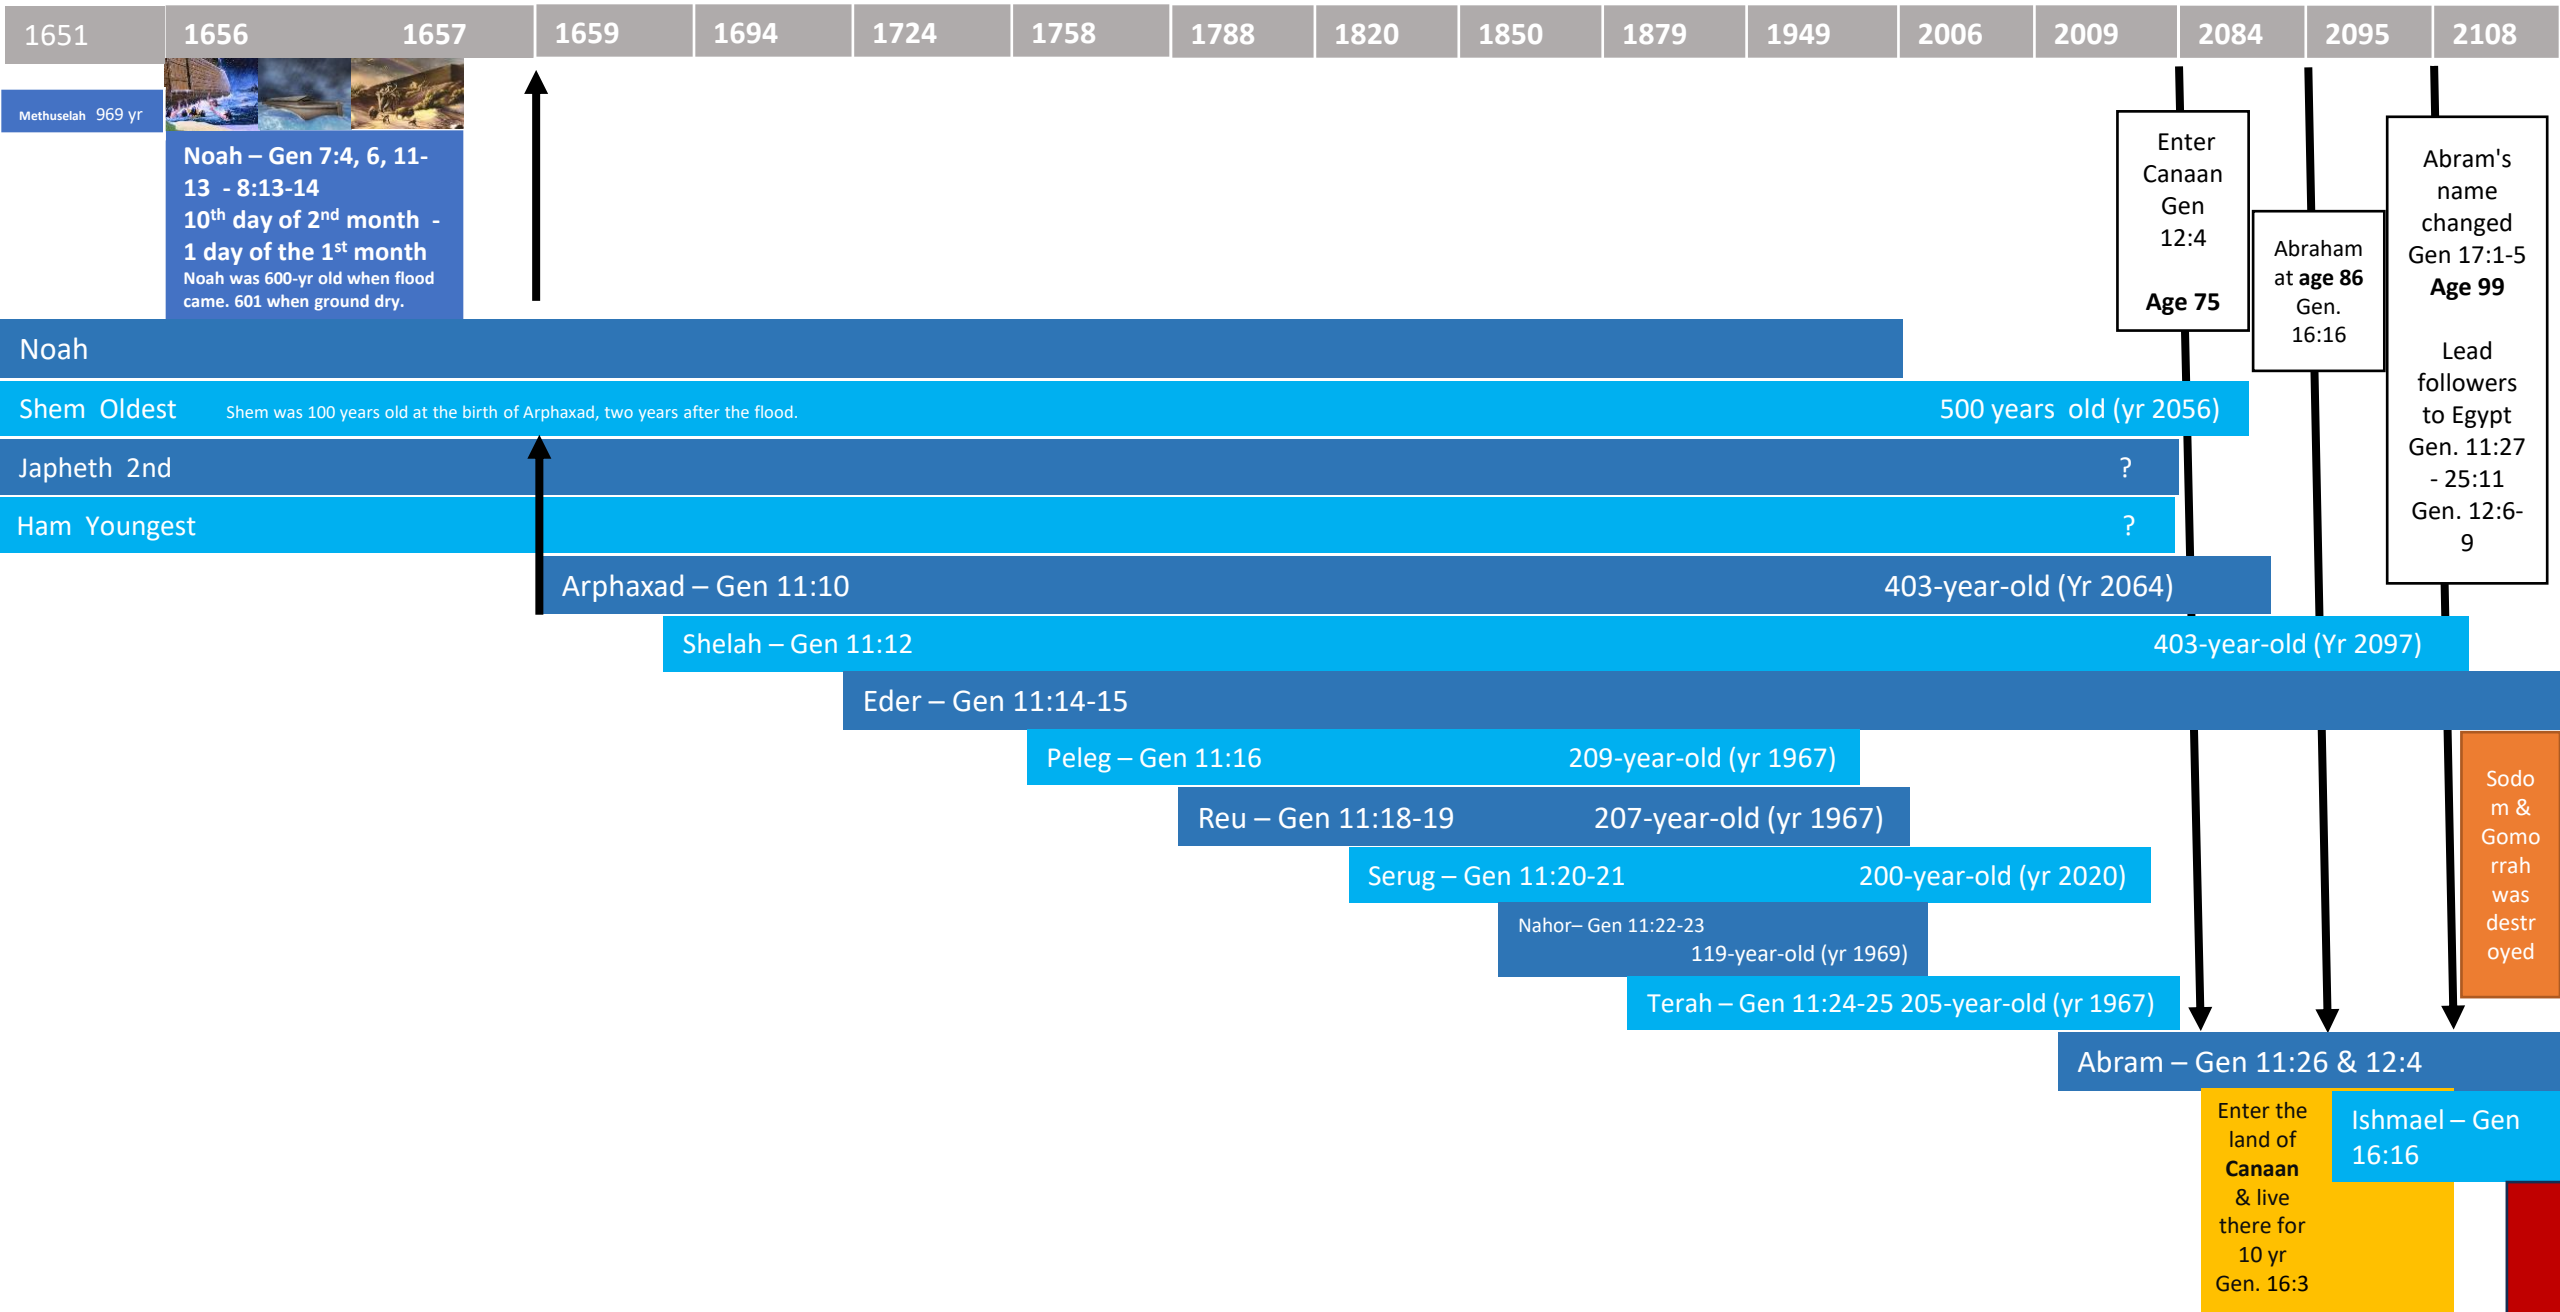 1651 1656 1657 1659 1694 1724 1758 1788 1820 1850 1879 1949 2006 2009 2084 2095 2108
Methuselah 969 yr
Noah – Gen 7:4, 6, 11-
13 - 8:13-14
10th day of 2nd month -
1 day of the 1st month
Noah was 600-yr old when flood
came. 601 when ground dry.
Enter
Canaan
Gen
12:4
Age 75
Abraham
at age 86
Gen.
16:16
Abram's
name
changed
Gen 17:1-5
Age 99
Lead
followers
to Egypt
Gen. 11:27
- 25:11
Gen. 12:6-
9
Noah
Shem Oldest Shem was 100 years old at the birth of Arphaxad, two years after the flood. 500 years old (yr 2056)
Japheth 2nd ?
Ham Youngest ?
Arphaxad – Gen 11:10 403-year-old (Yr 2064)
Shelah – Gen 11:12 403-year-old (Yr 2097)
Eder – Gen 11:14-15
Peleg – Gen 11:16 209-year-old (yr 1967)
Reu – Gen 11:18-19 207-year-old (yr 1967)
Serug – Gen 11:20-21 200-year-old (yr 2020)
Nahor– Gen 11:22-23
119-year-old (yr 1969)
Terah – Gen 11:24-25 205-year-old (yr 1967)
Sodo
m &
Gomo
rrah
was
destr
oyed
Abram – Gen 11:26 & 12:4
Enter the
land of
Canaan
& live
there for
10 yr
Gen. 16:3
Ishmael – Gen
16:16